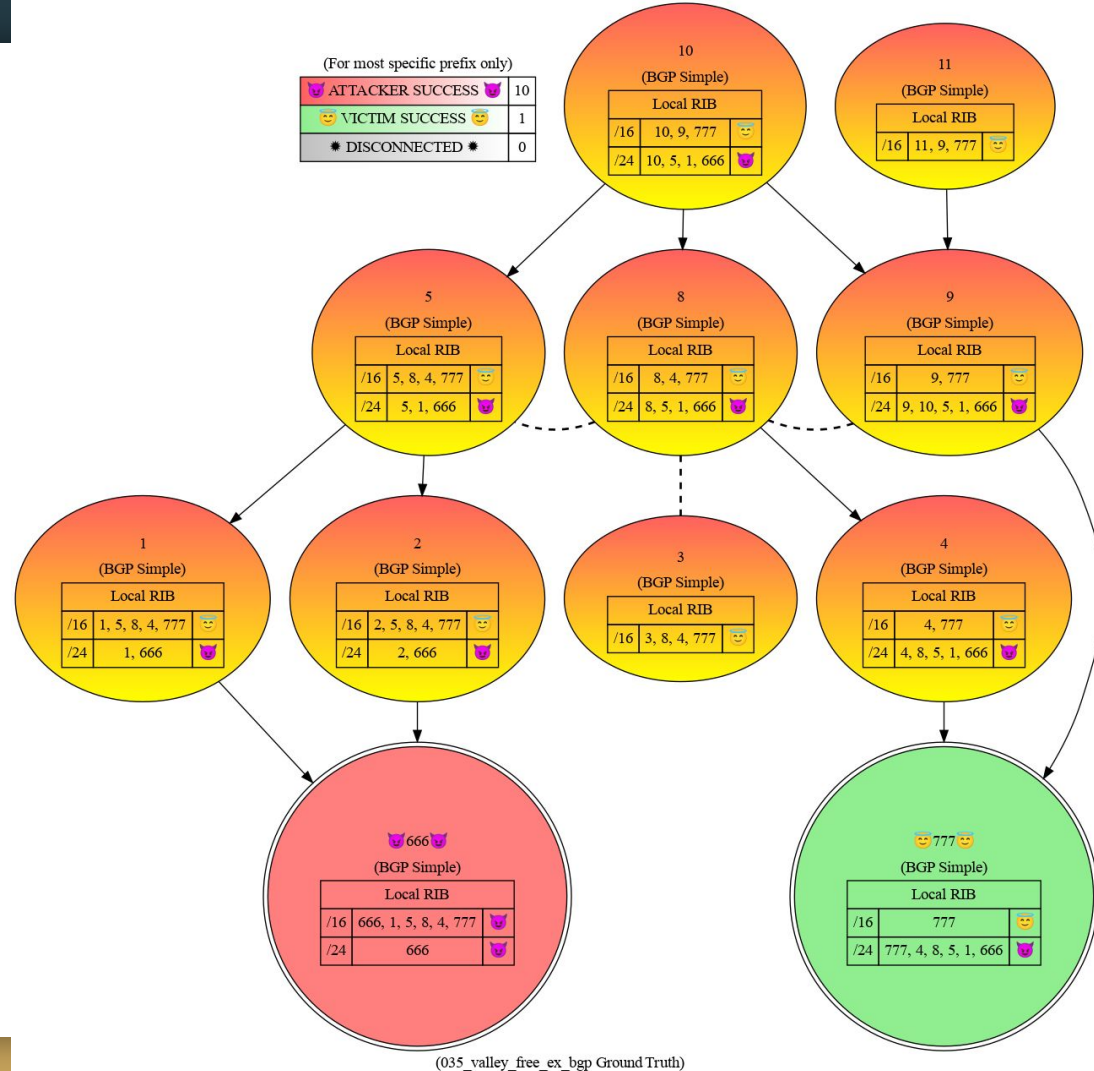 (For most specific prefix only)
😈 ATTACKER SUCCESS 😈 10
😇 VICTIM SUCCESS 😇 1
✷ DISCONNECTED ✷ 0
10
(BGP Simple)
Local RIB
/16 10, 9, 777 😇
/24 10, 5, 1, 666 😈
11
(BGP Simple)
Local RIB
/16 11, 9, 777 😇
5
(BGP Simple)
Local RIB
/16 5, 8, 4, 777 😇
/24 5, 1, 666 😈
8
(BGP Simple)
Local RIB
/16 8, 4, 777 😇
/24 8, 5, 1, 666 😈
9
(BGP Simple)
Local RIB
/16 9, 777 😇
/24 9, 10, 5, 1, 666 😈
1
(BGP Simple)
Local RIB
/16 1, 5, 8, 4, 777 😇
/24 1, 666 😈
2
(BGP Simple)
Local RIB
/16 2, 5, 8, 4, 777 😇
/24 2, 666 😈
3
(BGP Simple)
Local RIB
/16 3, 8, 4, 777 😇
4
(BGP Simple)
Local RIB
/16 4, 777 😇
/24 4, 8, 5, 1, 666 😈
😈666😈
(BGP Simple)
Local RIB
/16 666, 1, 5, 8, 4, 777 😈
/24 666 😈
😇777😇
(BGP Simple)
Local RIB
/16 777 😇
/24 777, 4, 8, 5, 1, 666 😈
(035_valley_free_ex_bgp Ground Truth)